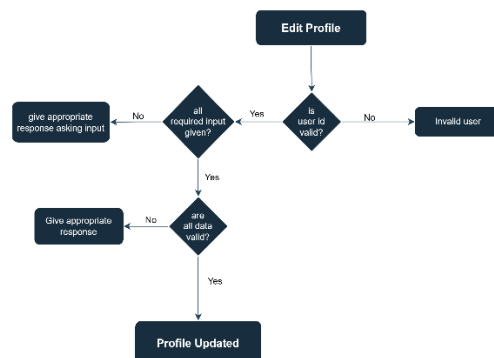 Edit Profile
is
user id
valid?
No
Invalid user
Yes
all
required input
given?
No
give appropriate
response asking input
Yes
are
all data
valid?
No
Give appropriate
response
Yes
Profile Updated